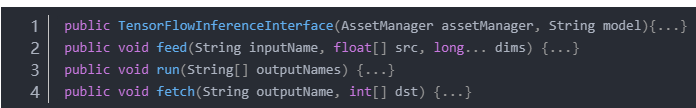 1 public TensorFlowInferenceInterface(AssetManager assetManager, String model){...}
2 public void feed(String inputName, float[] src, long... dims) {...}
3 public void run(String[] outputNames) {...}
4 public void fetch(String outputName, int[] dst) {...}